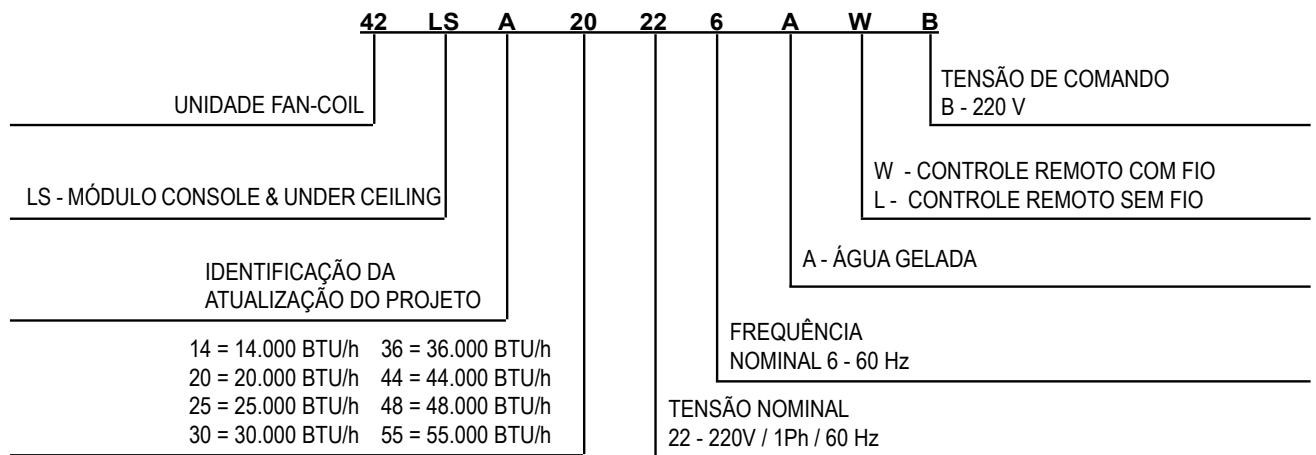 42 LS A 20 22 6 A W B
UNIDADE FAN-COIL
TENSÃO DE COMANDO
B - 220 V
LS - MÓDULO CONSOLE & UNDER CEILING
W - CONTROLE REMOTO COM FIO
L - CONTROLE REMOTO SEM FIO
IDENTIFICAÇÃO DA
ATUALIZAÇÃO DO PROJETO
A - ÁGUA GELADA
14 = 14.000 BTU/h 36 = 36.000 BTU/h
20 = 20.000 BTU/h 44 = 44.000 BTU/h
25 = 25.000 BTU/h 48 = 48.000 BTU/h
30 = 30.000 BTU/h 55 = 55.000 BTU/h
FREQUÊNCIA
NOMINAL 6 - 60 Hz
TENSÃO NOMINAL
22 - 220V / 1Ph / 60 Hz